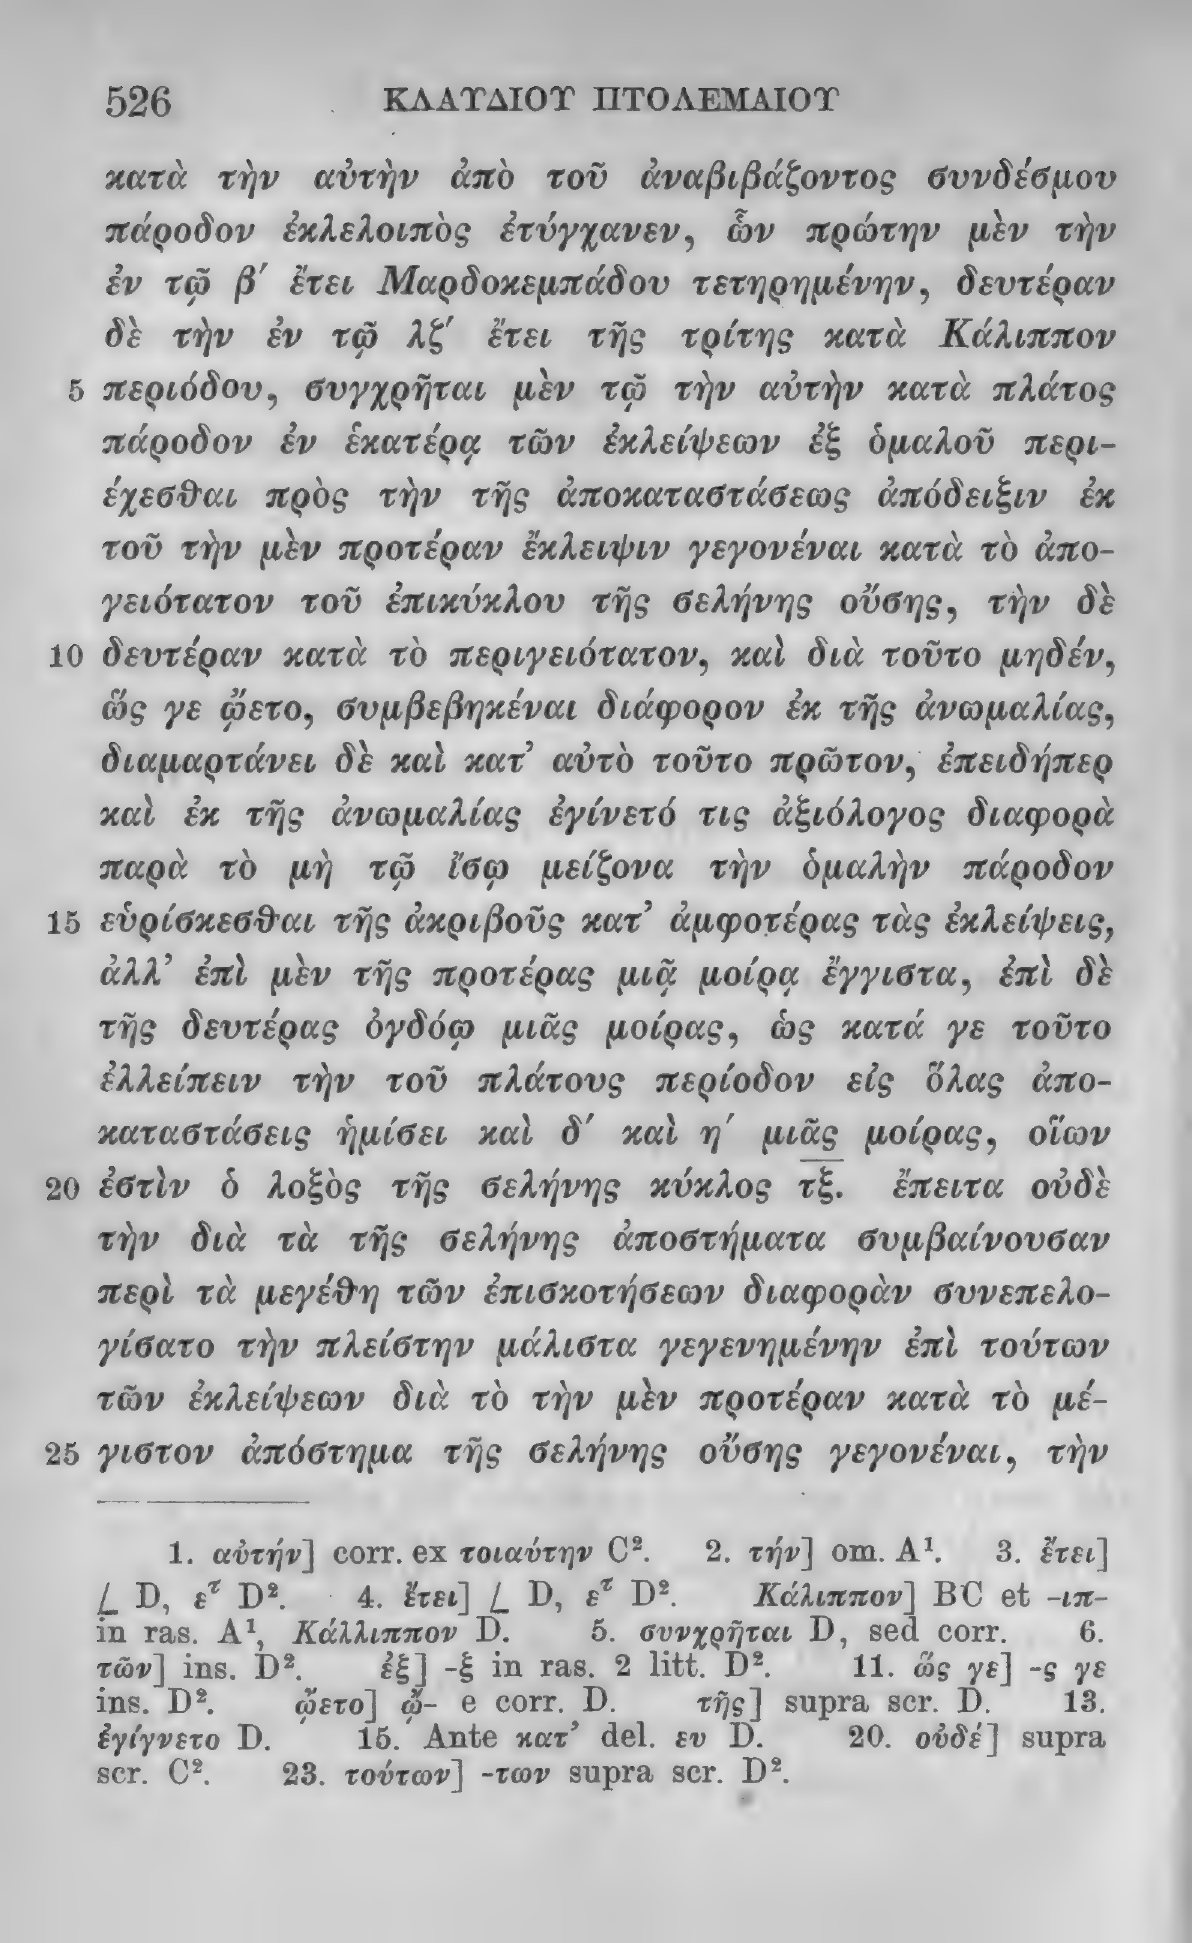 526 ΚΛΑΥΔΙΟΥ ΠΤΟΛΕΜΑΙΟΥ
κατὰ τὴν αὐτὴν ἀπὸ τοῦ ἀναβιβάζοντος συνδέσμου
πάροδον ἐκλελοιπὸς ἐτύγχανεν, ὧν πρώτην μὲν τὴν
ἐν τῷ β′ ἔτει Μαρδοκεμπάδου τετηρημένην, δευτέραν
δὲ τὴν ἐν τῷ λζ′ ἔτει τῆς τρίτης κατὰ Κάλιππον
5 περιόδου, συγχρῆται μὲν τῷ τὴν αὐτὴν κατὰ πλάτος
πάροδον ἐν ἑκατέρᾳ τῶν ἐκλείψεων ἐξ ὁμαλοῦ περι-
έχεσθαι πρὸς τὴν τῆς ἀποκαταστάσεως ἀπόδειξιν ἐκ
τοῦ τὴν μὲν προτέραν ἔκλειψιν γεγονέναι κατὰ τὸ ἀπο-
γειότατον τοῦ ἐπικύκλου τῆς σελήνης οὔσης, τὴν δὲ
10 δευτέραν κατὰ τὸ περιγειότατον, καὶ διὰ τοῦτο μηδέν,
ὥς γε ᾤετο, συμβεβηκέναι διάφορον ἐκ τῆς ἀνωμαλίας,
διαμαρτάνει δὲ καὶ κατ’ αὐτὸ τοῦτο πρῶτον, ἐπειδήπερ
καὶ ἐκ τῆς ἀνωμαλίας ἐγίνετό τις ἀξιόλογος διαφορὰ
παρὰ τὸ μὴ τῷ ἴσῳ μείζονα τὴν ὁμαλὴν πάροδον
15 εὑρίσκεσθαι τῆς ἀκριβοῦς κατ’ ἀμφοτέρας τὰς ἐκλείψεις,
ἀλλ’ ἐπὶ μὲν τῆς προτέρας μιᾷ μοίρᾳ ἔγγιστα, ἐπὶ δὲ
τῆς δευτέρας ὀγδόῳ μιᾶς μοίρας, ὡς κατά γε τοῦτο
ἐλλείπειν τὴν τοῦ πλάτους περίοδον εἰς ὅλας ἀπο-
καταστάσεις ἡμίσει καὶ δ′ καὶ η′ μιᾶς μοίρας, οἵων
20 ἐστὶν ὁ λοξὸς τῆς σελήνης κύκλος τ̅ξ̅. ἔπειτα οὐδὲ
τὴν διὰ τὰ τῆς σελήνης ἀποστήματα συμβαίνουσαν
περὶ τὰ μεγέθη τῶν ἐπισκοτήσεων διαφορὰν συνεπελο-
γίσατο τὴν πλείστην μάλιστα γεγενημένην ἐπὶ τούτων
τῶν ἐκλείψεων διὰ τὸ τὴν μὲν προτέραν κατὰ τὸ μέ-
25 γιστον ἀπόστημα τῆς σελήνης οὔσης γεγονέναι, τὴν
1. αὐτήν] corr. ex τοιαύτην C². 2. τήν] om. A¹. 3. ἔτει]
𐅀 D, ε^τ D². 4. ἔτει] 𐅀 D, ε^τ D². Κάλιππον] BC et -ιπ-
in ras. A¹, Κάλλιππον D. 5. συνχρῆται D, sed corr. 6.
τῶν] ins. D². ἐξ] -ξ in ras. 2 litt. D². 11. ὥς γε] -ς γε
ins. D². ᾤετο] ᾤ- e corr. D. τῆς] supra scr. D. 13.
ἐγίγνετο D. 15. Ante κατ’ del. εν D. 20. οὐδέ] supra
scr. C². 23. τούτων] -των supra scr. D².